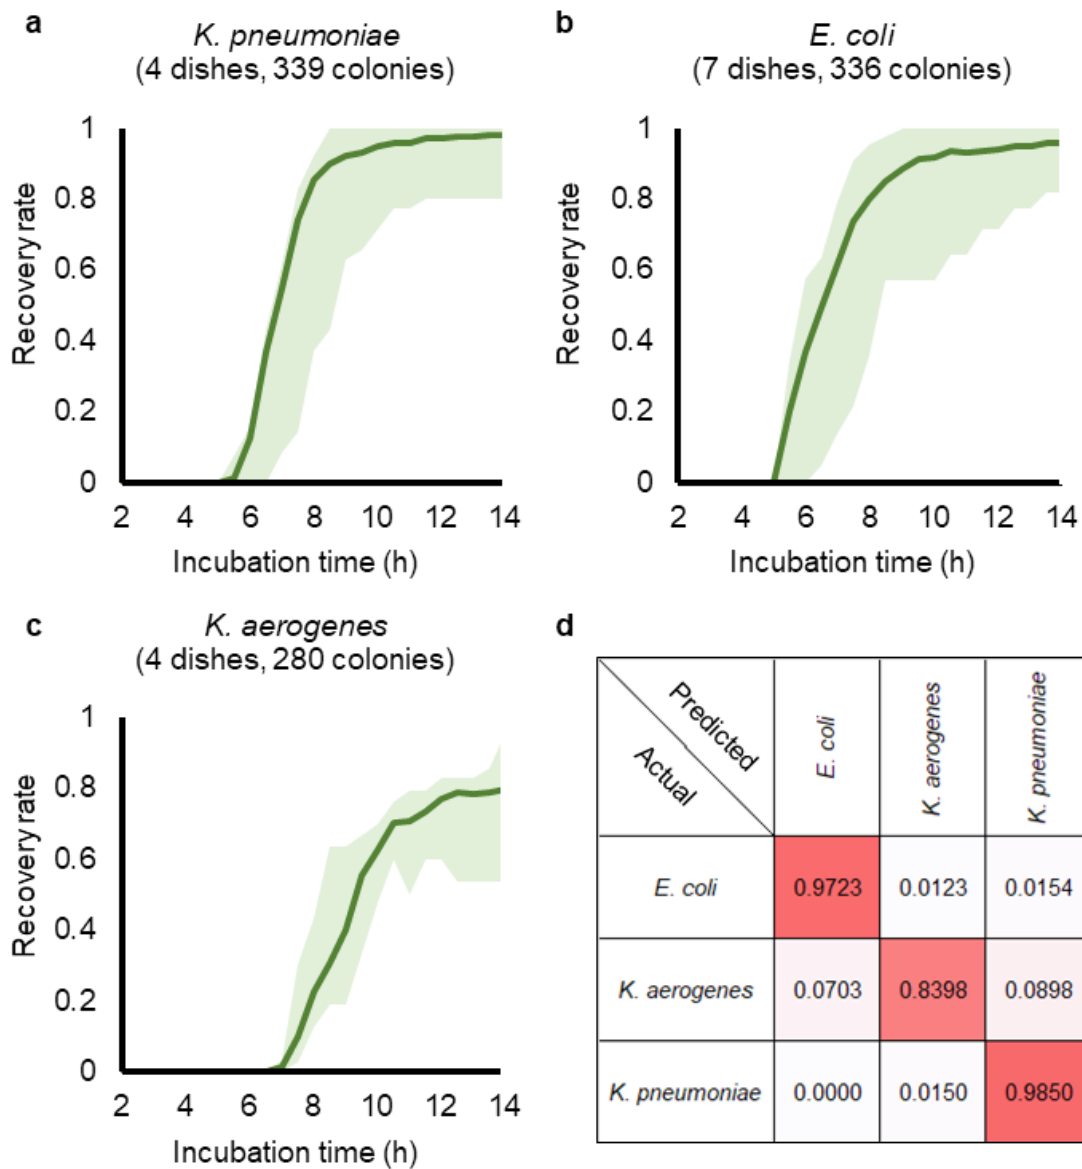 a
K. pneumoniae
(4 dishes, 339 colonies)
1
0.8
0.6
0.4
0.2
0
Recovery rate
2 4 6 8 10 12 14
Incubation time (h)
b
E. coli
(7 dishes, 336 colonies)
1
0.8
0.6
0.4
0.2
0
Recovery rate
2 4 6 8 10 12 14
Incubation time (h)
c
K. aerogenes
(4 dishes, 280 colonies)
1
0.8
0.6
0.4
0.2
0
Recovery rate
2 4 6 8 10 12 14
Incubation time (h)
d
Predicted
Actual
E. coli
K. aerogenes
K. pneumoniae
E. coli 0.9723 0.0123 0.0154
K. aerogenes 0.0703 0.8398 0.0898
K. pneumoniae 0.0000 0.0150 0.9850